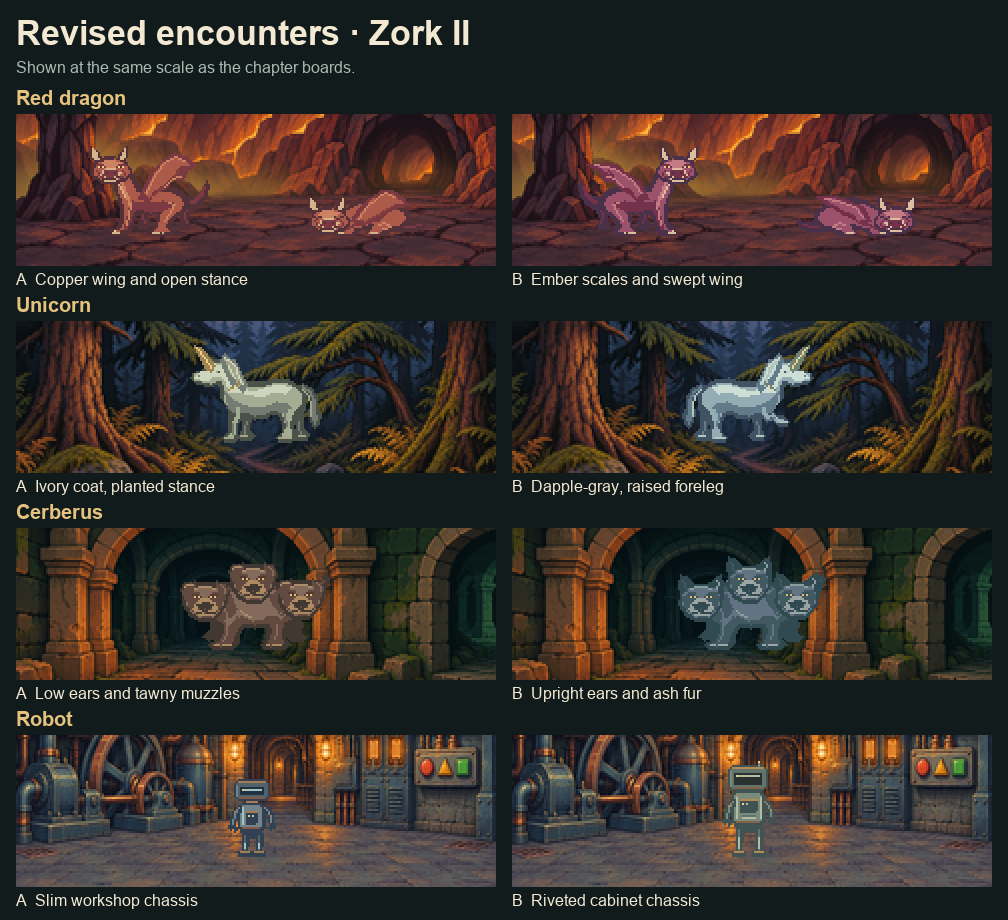 Revised encounters · Zork II
Shown at the same scale as the chapter boards.
Red dragon
A Copper wing and open stance
B Ember scales and swept wing
Unicorn
A Ivory coat, planted stance
B Dapple-gray, raised foreleg
Cerberus
A Low ears and tawny muzzles
B Upright ears and ash fur
Robot
A Slim workshop chassis
B Riveted cabinet chassis